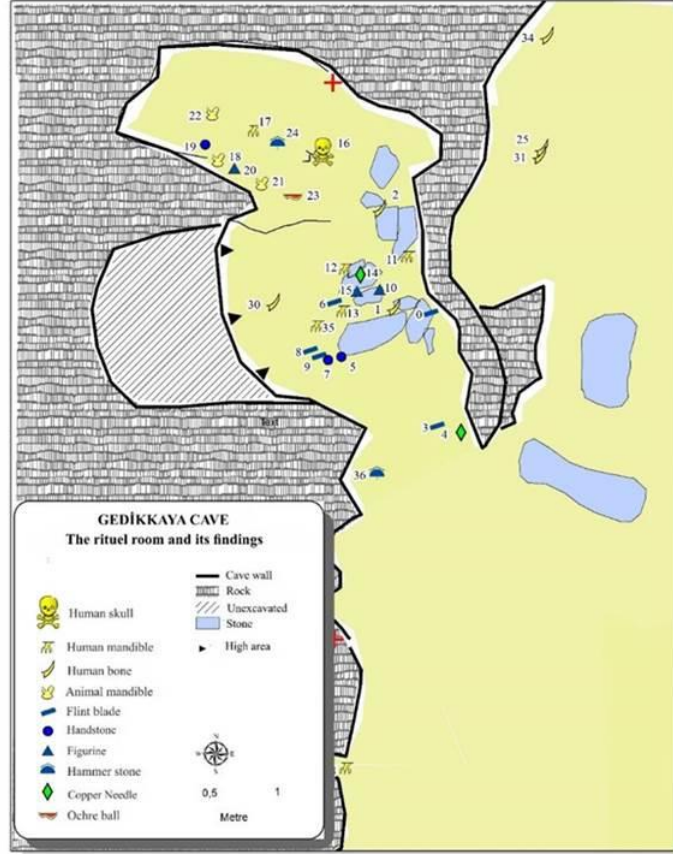 34
22
17
24
16
25
31
19
18
20
21
23
2
12
14
11
15
10
30
6
13
1
0
35
8
9
7
5
3
4
36
Text
GEDİKKAYA CAVE
The rituel room and its findings
Human skull
Human mandible
Human bone
Animal mandible
Flint blade
Handstone
Figurine
Hammer stone
Copper Needle
Ochre ball
Cave wall
Rock
Unexcavated
Stone
High area
N
W E
S
0,5 1
Metre